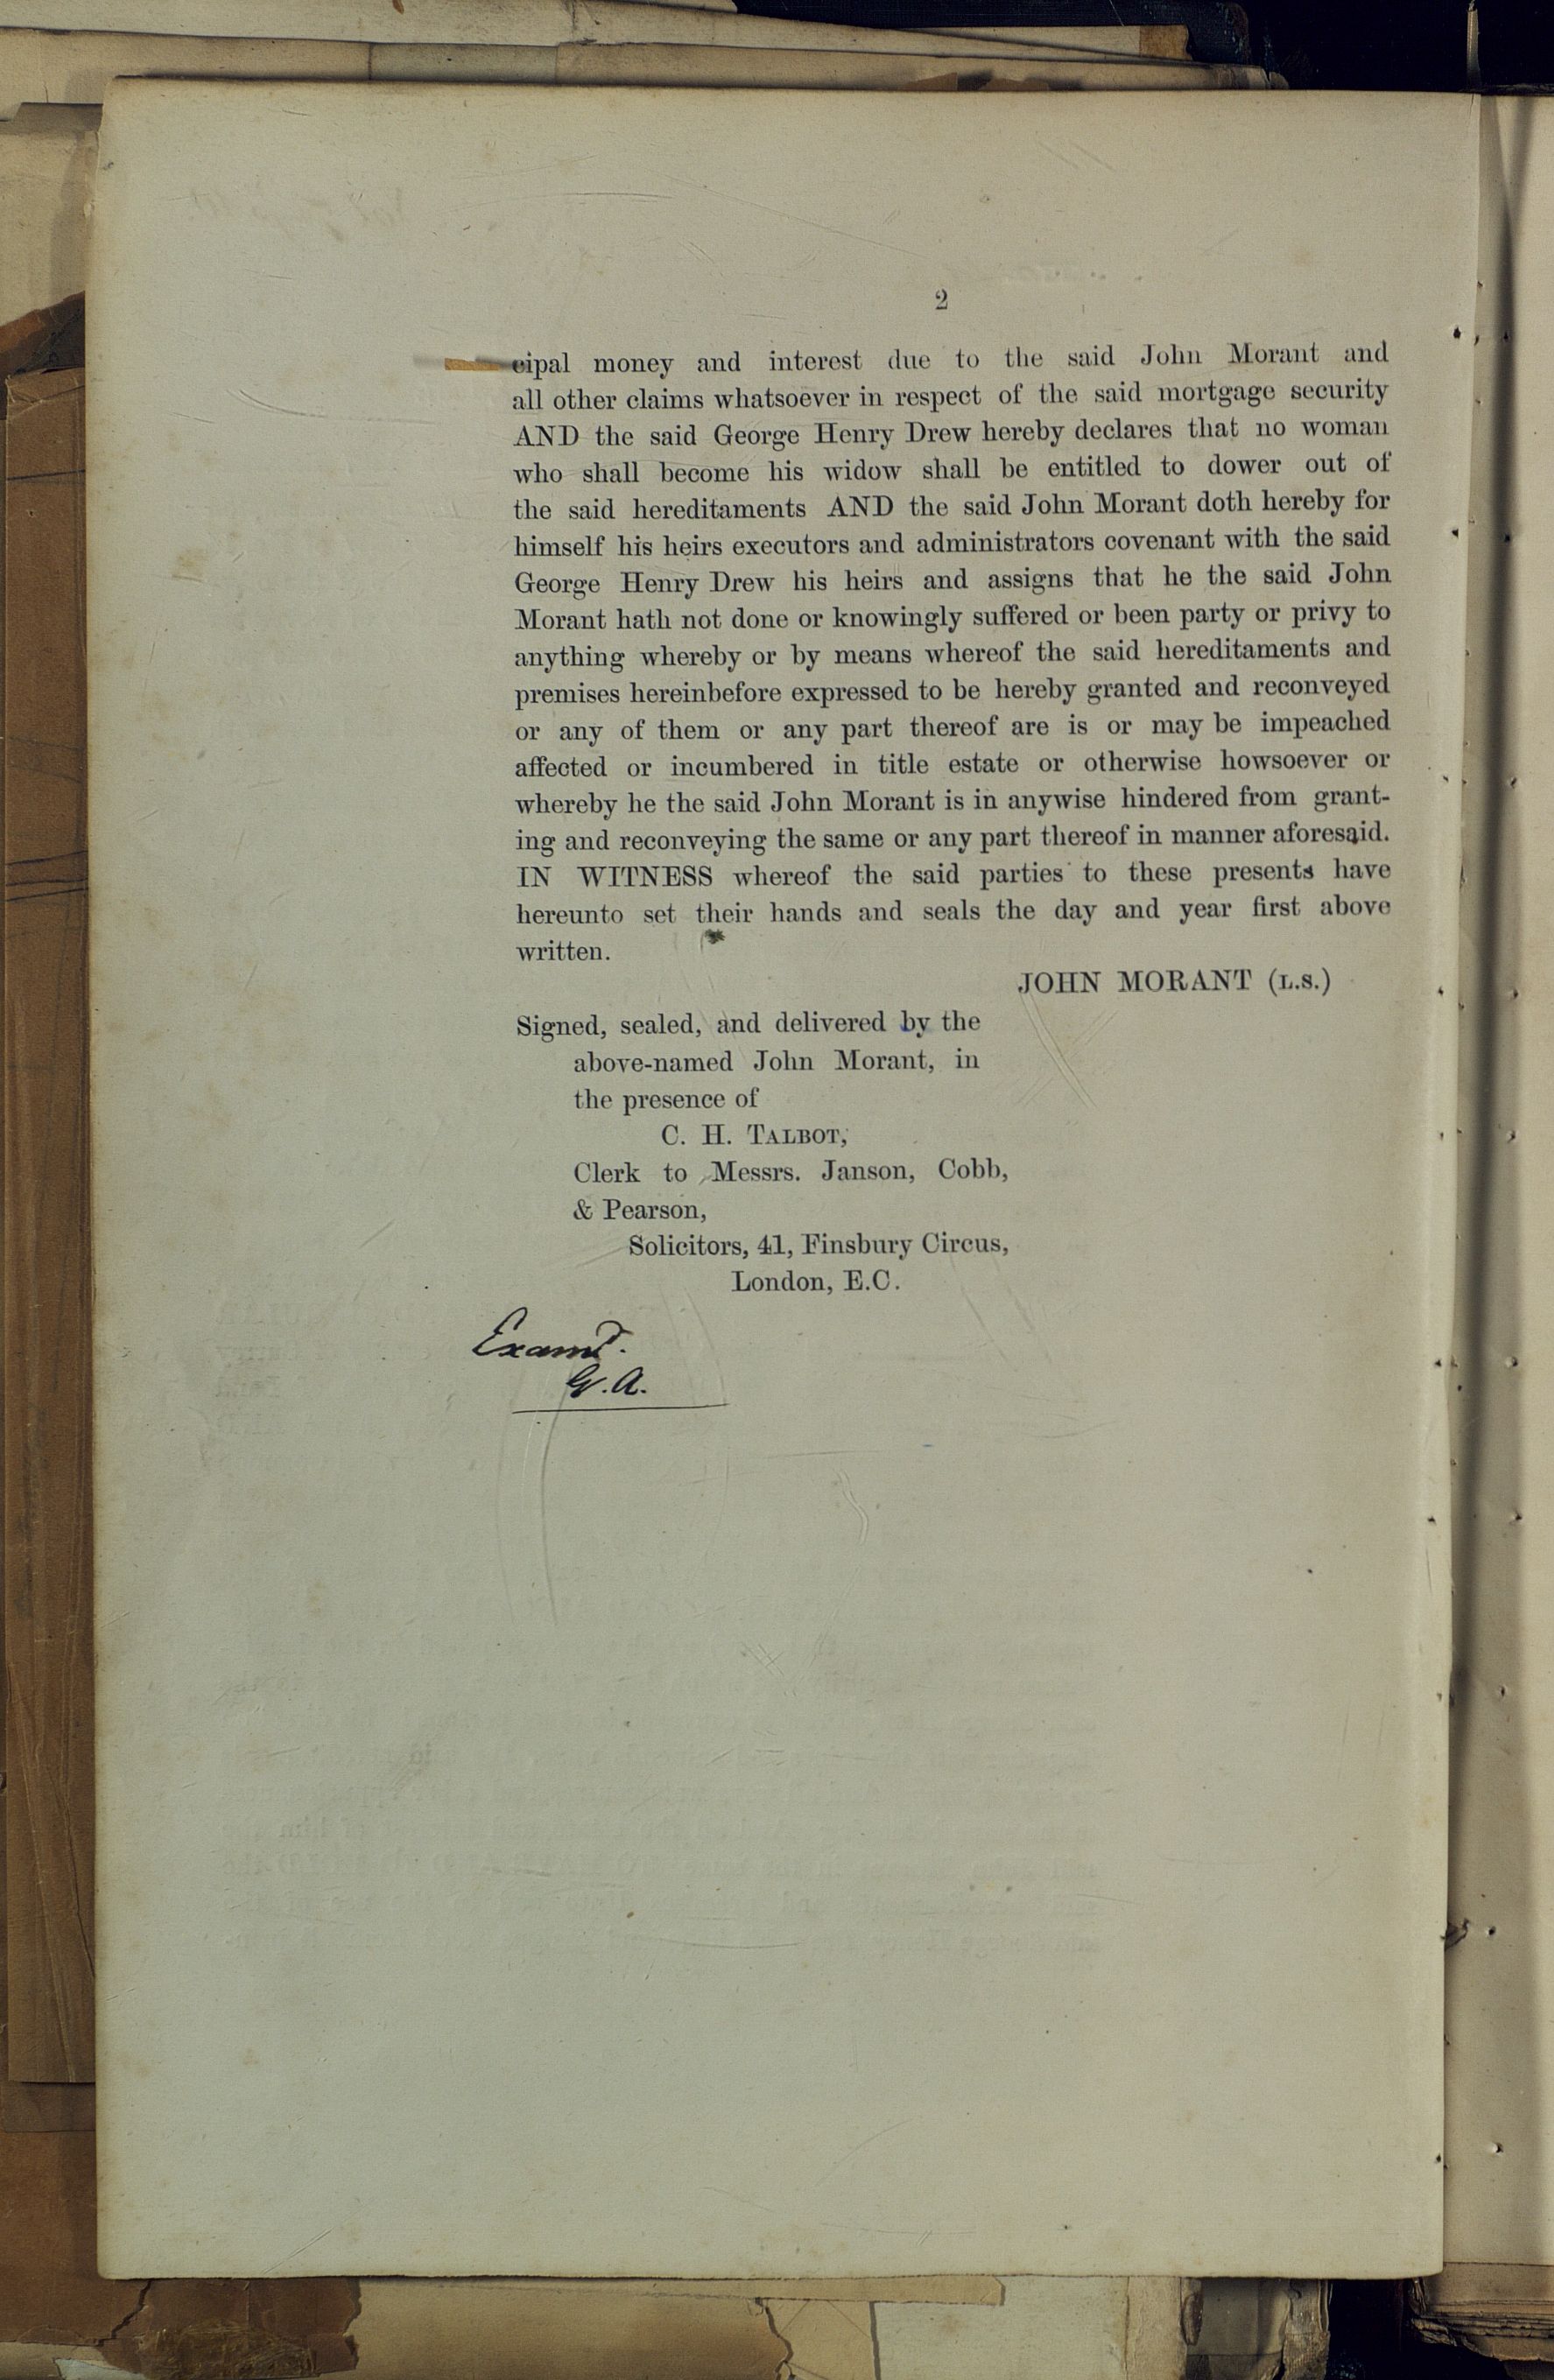 2
cipal money and interest due to the said John Morant and
all other claims whatsoever in respect of the said mortgage security
AND the said George Henry Drew hereby declares that no woman
who shall become his widow shall be entitled to dower out of
the said hereditaments AND the said John Morant doth hereby for
himself his heirs executors and administrators covenant with the said
George Henry Drew his heirs and assigns that he the said John
Morant hath not done or knowingly suffered or been party or privy to
anything whereby or by means whereof the said hereditaments and
premises hereinbefore expressed to be hereby granted and reconveyed
or any of them or any part thereof are is or may be impeached
affected or incumbered in title estate or otherwise howsoever or
whereby he the said John Morant is in anywise hindered from grant-
ing and reconveying the same or any part thereof in manner aforesaid.
IN WITNESS whereof the said parties to these presents have
hereunto set their hands and seals the day and year first above
written.
JOHN MORANT (L.S.)
Signed, sealed, and delivered by the
above-named John Morant, in
the presence of
C. H. TALBOT,
Clerk to Messrs. Janson, Cobb,
& Pearson,
Solicitors, 41, Finsbury Circus,
London, E.C.
Examd.
G. A.